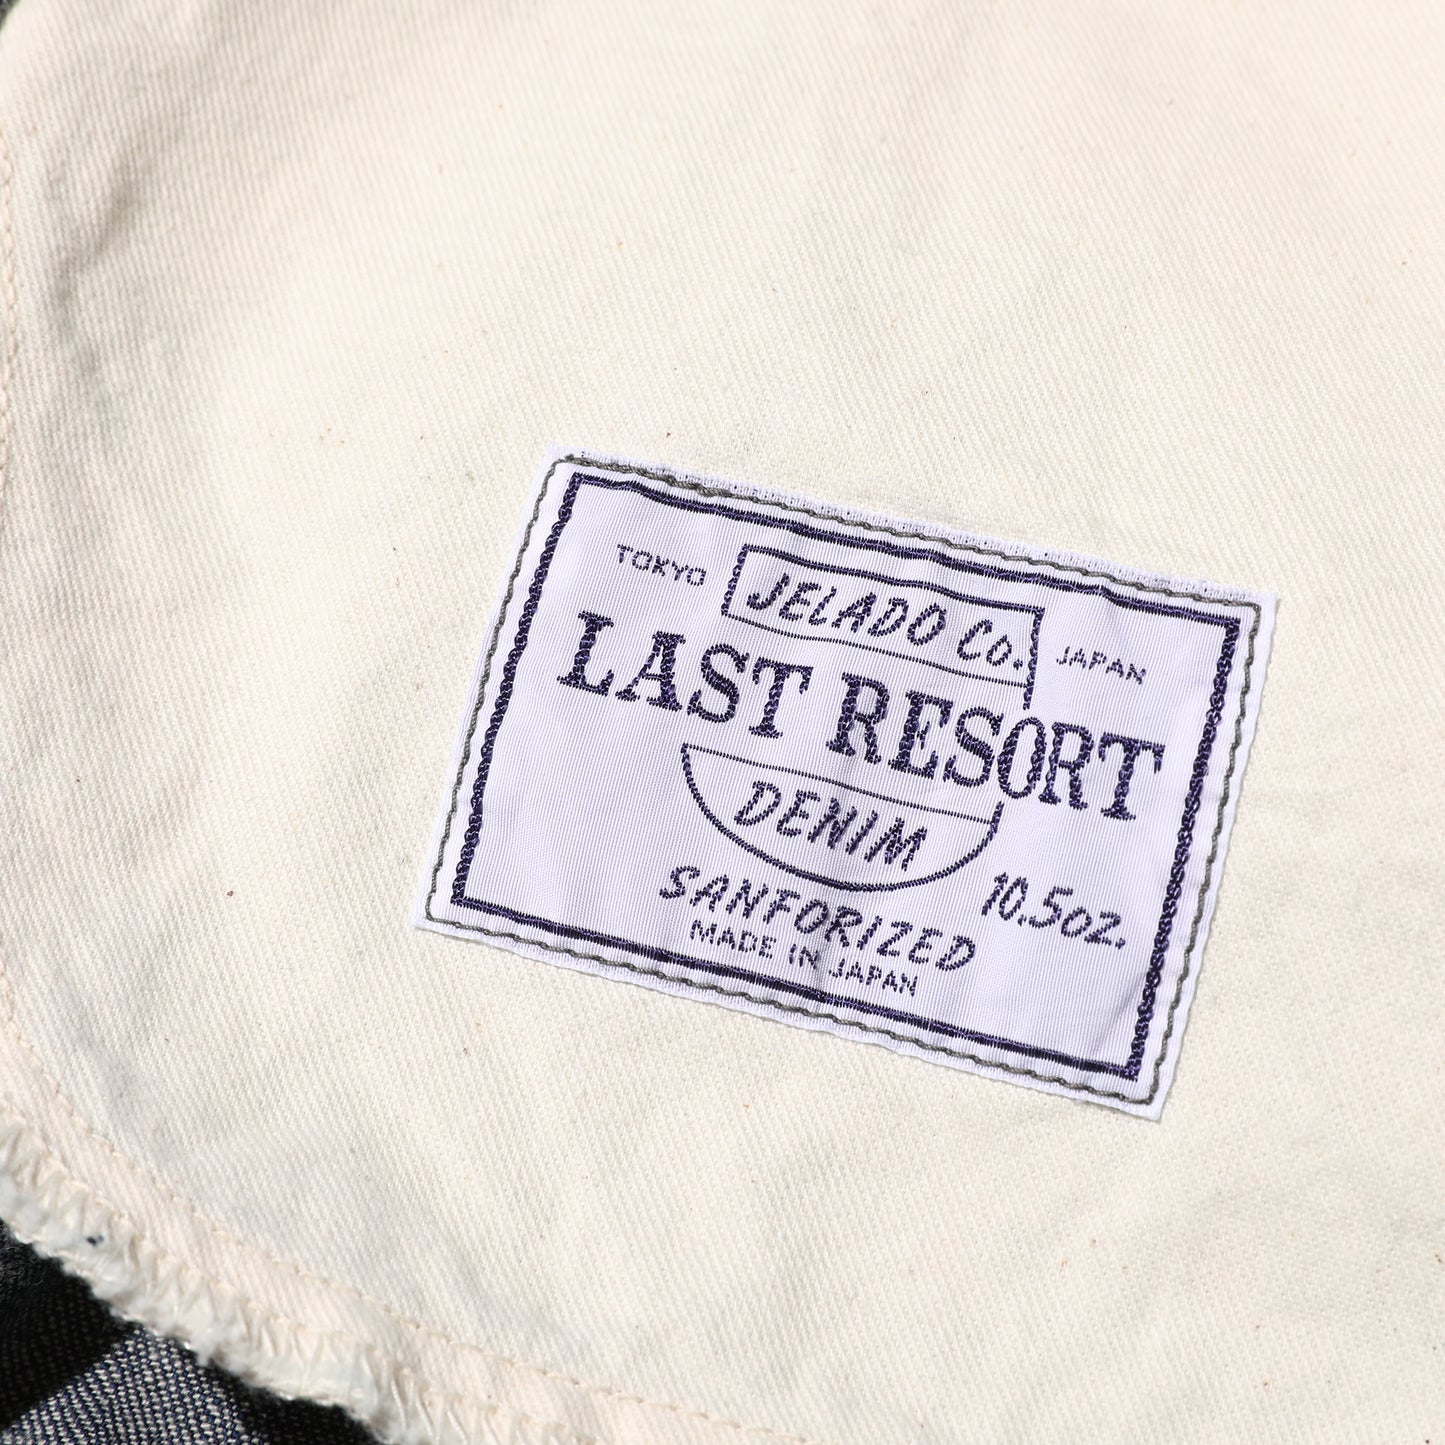 TOKYO JELADO CO. JAPAN
LAST RESORT
DENIM
SANFORIZED 10.5oz.
MADE IN JAPAN